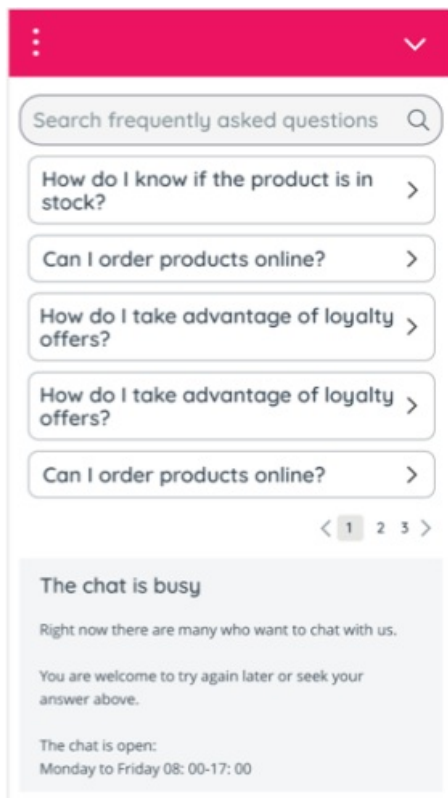 Search frequently asked questions
How do I know if the product is in
stock?
Can I order products online?
How do I take advantage of loyalty
offers?
How do I take advantage of loyalty
offers?
Can I order products online?
1 2 3
The chat is busy
Right now there are many who want to chat with us.
You are welcome to try again later or seek your
answer above.
The chat is open:
Monday to Friday 08: 00-17: 00